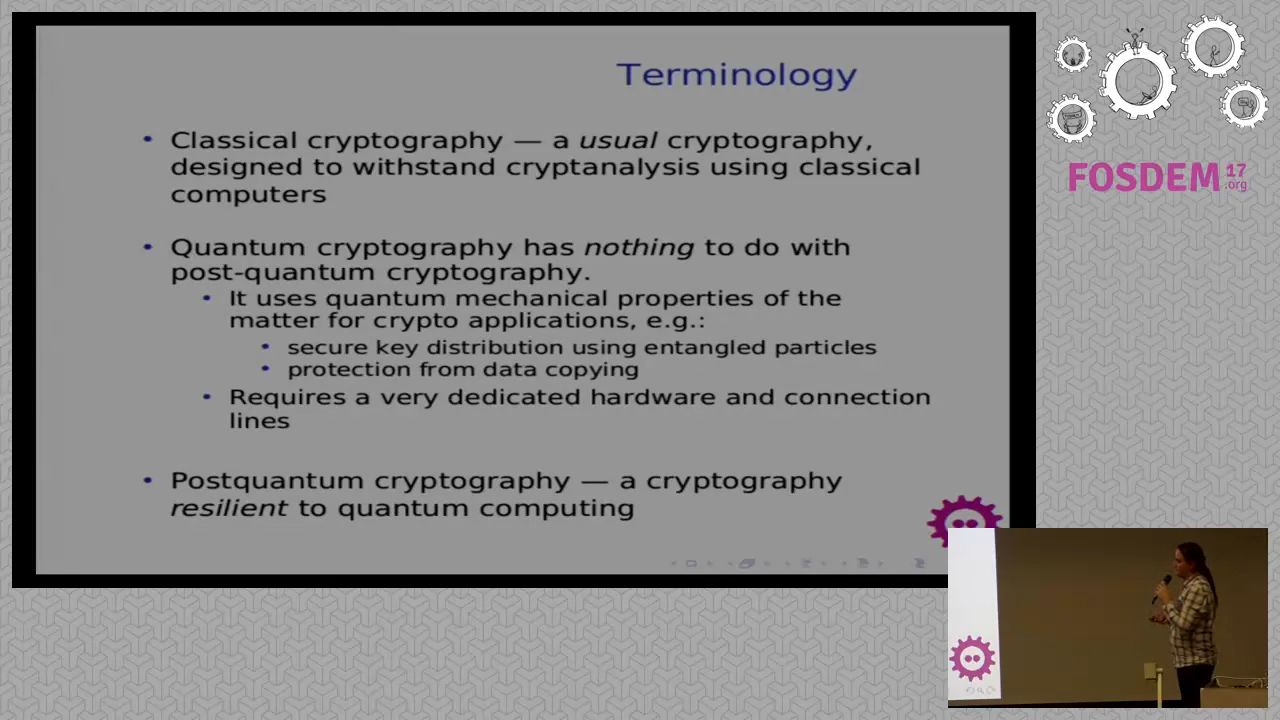 Terminology
• Classical cryptography — a usual cryptography,
designed to withstand cryptanalysis using classical
computers
• Quantum cryptography has nothing to do with
post-quantum cryptography.
• It uses quantum mechanical properties of the
matter for crypto applications, e.g.:
• secure key distribution using entangled particles
• protection from data copying
• Requires a very dedicated hardware and connection
lines
• Postquantum cryptography — a cryptography
resilient to quantum computing
FOSDEM 17
.org